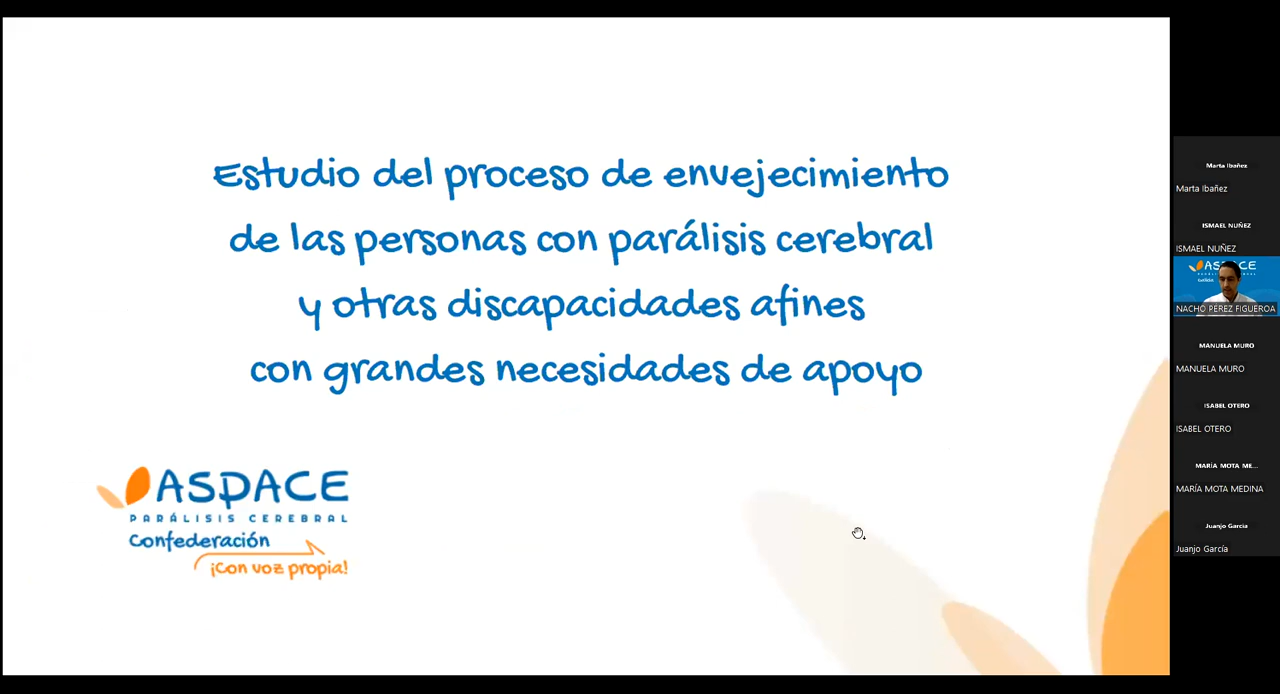 Estudio del proceso de envejecimiento
de las personas con parálisis cerebral
y otras discapacidades afines
con grandes necesidades de apoyo
ASPACE
PARÁLISIS CEREBRAL
Confederación
¡Con voz propia!
Marta Ibañez
Marta Ibañez
ISMAEL NUÑEZ
ISMAEL NUÑEZ
ASPACE
NACHO PEREZ FIGUEROA
MANUELA MURO
MANUELA MURO
ISABEL OTERO
ISABEL OTERO
MARÍA MOTA ME...
MARÍA MOTA MEDINA
Juanjo García
Juanjo García